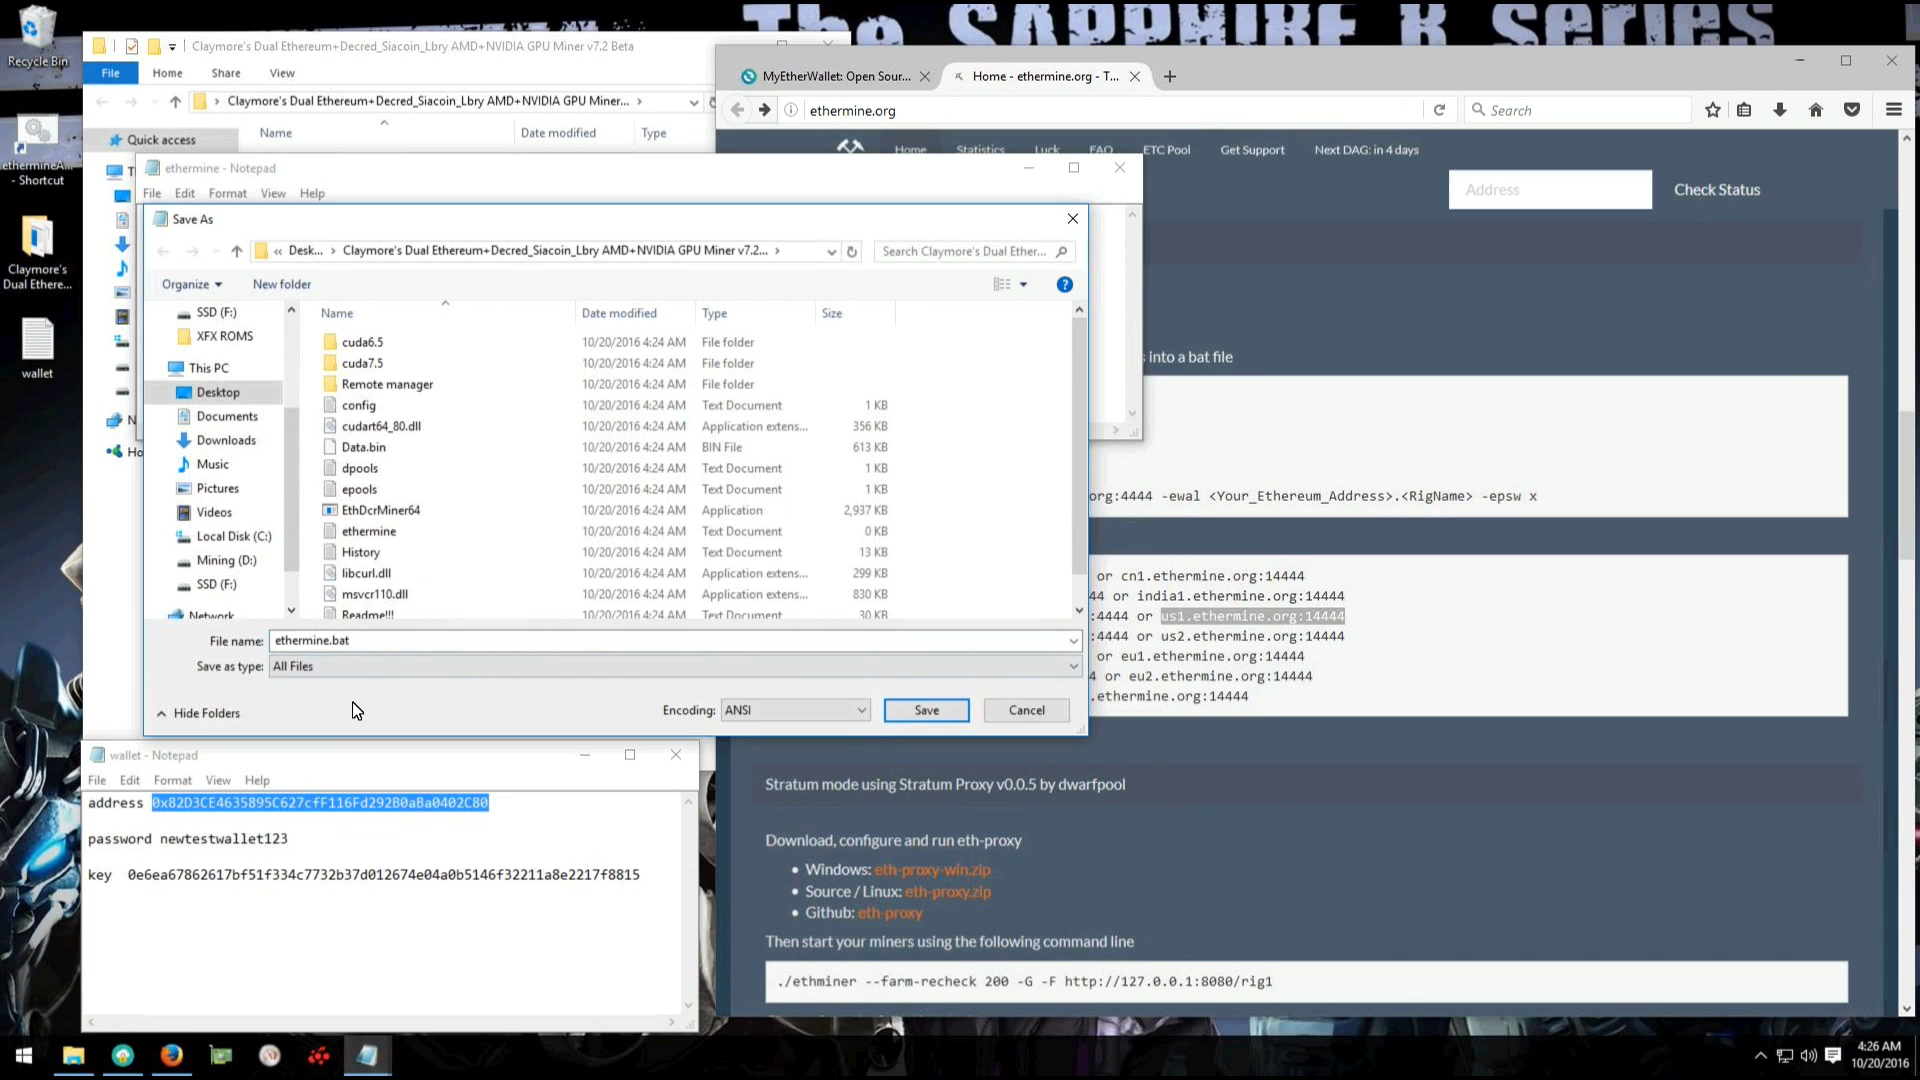 The SAPPHIRE R series
Recycle Bin
ethermineA...
- Shortcut
Claymore's
Dual Ethere...
wallet
Claymore's Dual Ethereum+Decred_Siacoin_Lbry AMD+NVIDIA GPU Miner v7.2 Beta
File Home Share View
Claymore's Dual Ethereum+Decred_Siacoin_Lbry AMD+NVIDIA GPU Miner...
Quick access
Name Date modified Type
ethermine - Notepad
File Edit Format View Help
Save As
« Desk... › Claymore's Dual Ethereum+Decred_Siacoin_Lbry AMD+NVIDIA GPU Miner v7.2... ›
Search Claymore's Dual Ether...
Organize New folder
SSD (F:)
XFX ROMS
This PC
Desktop
Documents
Downloads
Music
Pictures
Videos
Local Disk (C:)
Mining (D:)
SSD (F:)
Network
Name Date modified Type Size
cuda6.5 10/20/2016 4:24 AM File folder
cuda7.5 10/20/2016 4:24 AM File folder
Remote manager 10/20/2016 4:24 AM File folder
config 10/20/2016 4:24 AM Text Document 1 KB
cudart64_80.dll 10/20/2016 4:24 AM Application extens... 356 KB
Data.bin 10/20/2016 4:24 AM BIN File 613 KB
dpools 10/20/2016 4:24 AM Text Document 1 KB
epools 10/20/2016 4:24 AM Text Document 1 KB
EthDcrMiner64 10/20/2016 4:24 AM Application 2,937 KB
ethermine 10/20/2016 4:24 AM Text Document 0 KB
History 10/20/2016 4:24 AM Text Document 13 KB
libcurl.dll 10/20/2016 4:24 AM Application extens... 299 KB
msvcr110.dll 10/20/2016 4:24 AM Application extens... 830 KB
Readme!!! 10/20/2016 4:24 AM Text Document 30 KB
File name: ethermine.bat
Save as type: All Files
Hide Folders Encoding: ANSI Save Cancel
wallet - Notepad
File Edit Format View Help
address 0x82D3CE4635895C627cfF116Fd292B0aBa0402C80
password newtestwallet123
key 0e6ea67862617bf51f334c7732b37d012674e04a0b5146f32211a8e2217f8815
MyEtherWallet: Open Sour... Home - ethermine.org - T...
ethermine.org
Search
Home Statistics Luck FAQ ETC Pool Get Support Next DAG: in 4 days
Address Check Status
into a bat file
org:4444 -ewal <Your_Ethereum_Address>.<RigName> -epsw x
or cn1.ethermine.org:14444
44 or india1.ethermine.org:14444
:4444 or us1.ethermine.org:14444
:4444 or us2.ethermine.org:14444
or eu1.ethermine.org:14444
4 or eu2.ethermine.org:14444
.ethermine.org:14444
Stratum mode using Stratum Proxy v0.0.5 by dwarfpool
Download, configure and run eth-proxy
• Windows: eth-proxy-win.zip
• Source / Linux: eth-proxy.zip
• Github: eth-proxy
Then start your miners using the following command line
./ethminer --farm-recheck 200 -G -F http://127.0.0.1:8080/rig1
4:26 AM
10/20/2016